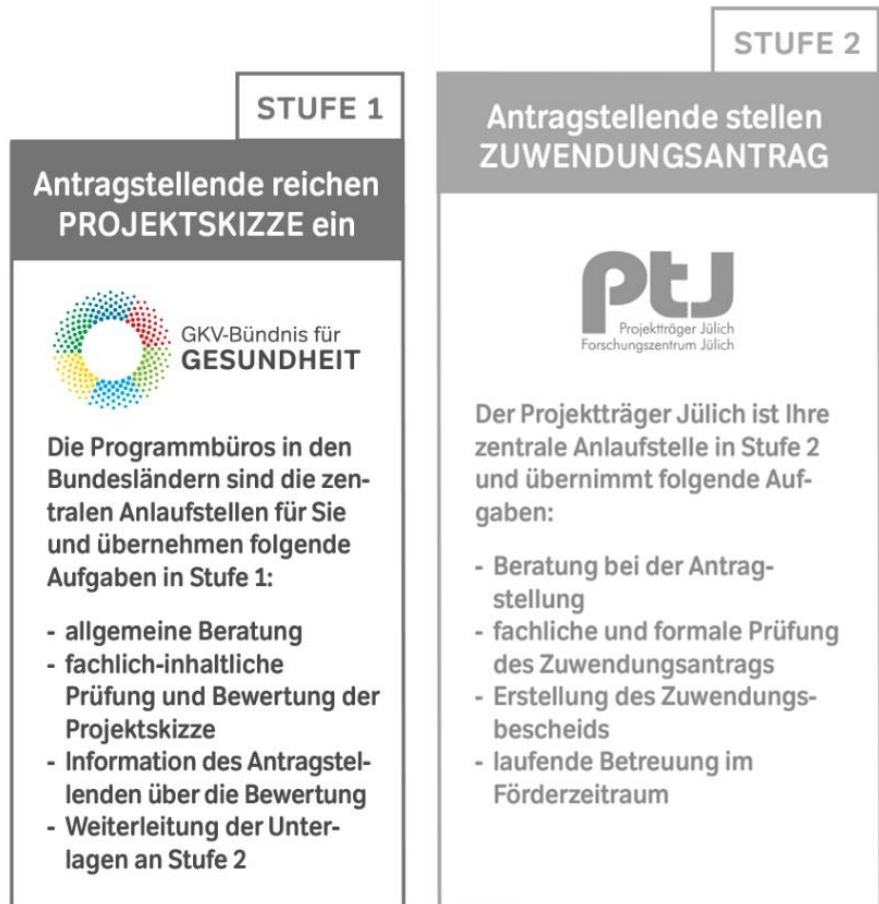 STUFE 1
Antragstellende reichen
PROJEKTSKIZZE ein
GKV-Bündnis für
GESUNDHEIT
Die Programmbüros in den
Bundesländern sind die zen-
tralen Anlaufstellen für Sie
und übernehmen folgende
Aufgaben in Stufe 1:
- allgemeine Beratung
- fachlich-inhaltliche
Prüfung und Bewertung der
Projektskizze
- Information des Antragstel-
lenden über die Bewertung
- Weiterleitung der Unter-
lagen an Stufe 2
STUFE 2
Antragstellende stellen
ZUWENDUNGSANTRAG
PtJ
Projektträger Jülich
Forschungszentrum Jülich
Der Projektträger Jülich ist Ihre
zentrale Anlaufstelle in Stufe 2
und übernimmt folgende Auf-
gaben:
- Beratung bei der Antrag-
stellung
- fachliche und formale Prüfung
des Zuwendungsantrags
- Erstellung des Zuwendungs-
bescheids
- laufende Betreuung im
Förderzeitraum